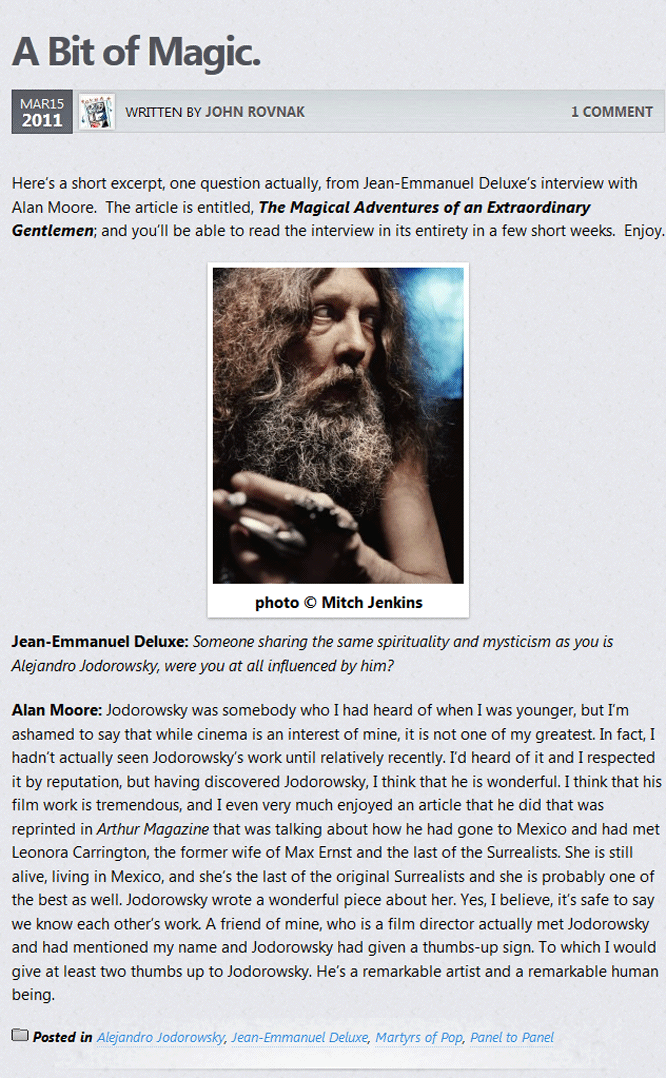 A Bit of Magic.
MAR15
2011
WRITTEN BY JOHN ROVNAK
1 COMMENT
Here's a short excerpt, one question actually, from Jean-Emmanuel Deluxe's interview with
Alan Moore.  The article is entitled, The Magical Adventures of an Extraordinary
Gentlemen; and you'll be able to read the interview in its entirety in a few short weeks.  Enjoy.
photo © Mitch Jenkins
Jean-Emmanuel Deluxe: Someone sharing the same spirituality and mysticism as you is
Alejandro Jodorowsky, were you at all influenced by him?
Alan Moore: Jodorowsky was somebody who I had heard of when I was younger, but I'm
ashamed to say that while cinema is an interest of mine, it is not one of my greatest. In fact, I
hadn't actually seen Jodorowsky's work until relatively recently. I'd heard of it and I respected
it by reputation, but having discovered Jodorowsky, I think that he is wonderful. I think that his
film work is tremendous, and I even very much enjoyed an article that he did that was
reprinted in Arthur Magazine that was talking about how he had gone to Mexico and had met
Leonora Carrington, the former wife of Max Ernst and the last of the Surrealists. She is still
alive, living in Mexico, and she's the last of the original Surrealists and she is probably one of
the best as well. Jodorowsky wrote a wonderful piece about her. Yes, I believe, it's safe to say
we know each other's work. A friend of mine, who is a film director actually met Jodorowsky
and had mentioned my name and Jodorowsky had given a thumbs-up sign. To which I would
give at least two thumbs up to Jodorowsky. He's a remarkable artist and a remarkable human
being.
Posted in Alejandro Jodorowsky, Jean-Emmanuel Deluxe, Martyrs of Pop, Panel to Panel